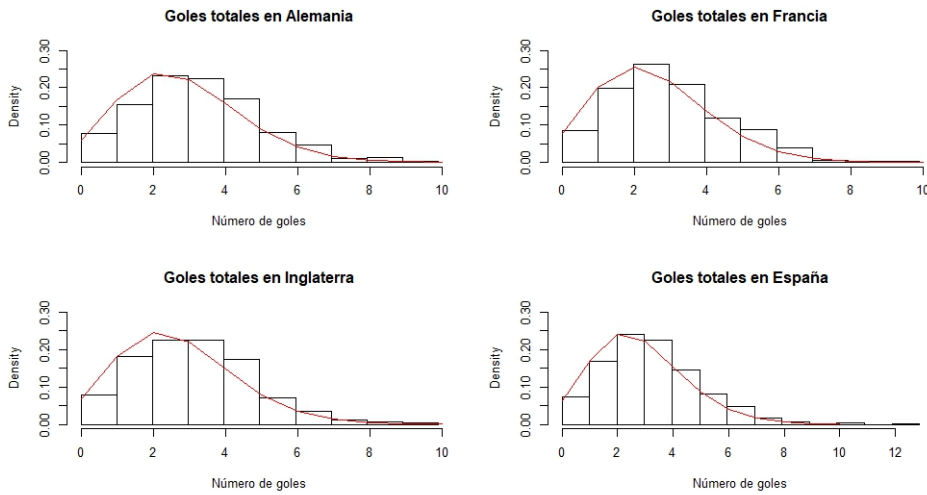 Goles totales en Alemania
Density
0.00 0.10 0.20 0.30
0 2 4 6 8 10
Número de goles
Goles totales en Francia
Density
0.00 0.10 0.20 0.30
0 2 4 6 8 10
Número de goles
Goles totales en Inglaterra
Density
0.00 0.10 0.20 0.30
0 2 4 6 8 10
Número de goles
Goles totales en España
Density
0.00 0.10 0.20 0.30
0 2 4 6 8 10 12
Número de goles